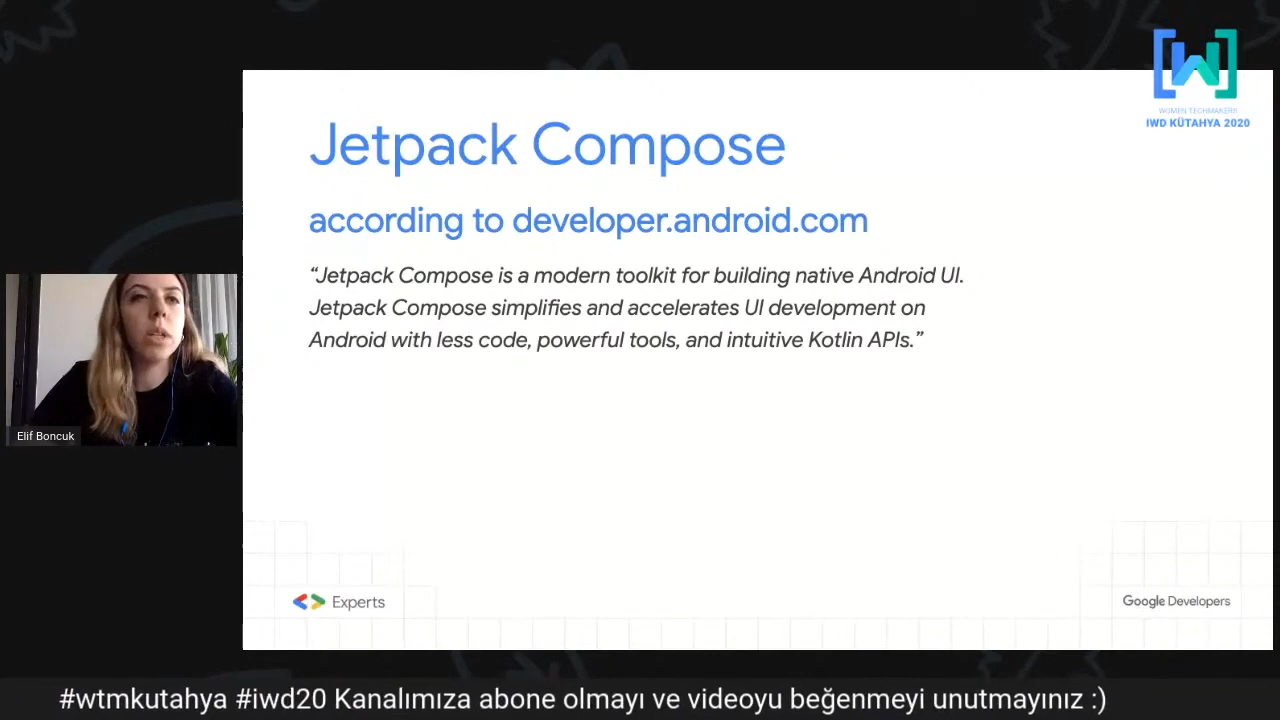 WOMEN TECHMAKERS
IWD KÜTAHYA 2020
Jetpack Compose
according to developer.android.com
“Jetpack Compose is a modern toolkit for building native Android UI.
Jetpack Compose simplifies and accelerates UI development on
Android with less code, powerful tools, and intuitive Kotlin APIs.”
Elif Boncuk
Experts
Google Developers
#wtmkutahya #iwd20 Kanalımıza abone olmayı ve videoyu beğenmeyi unutmayınız :)